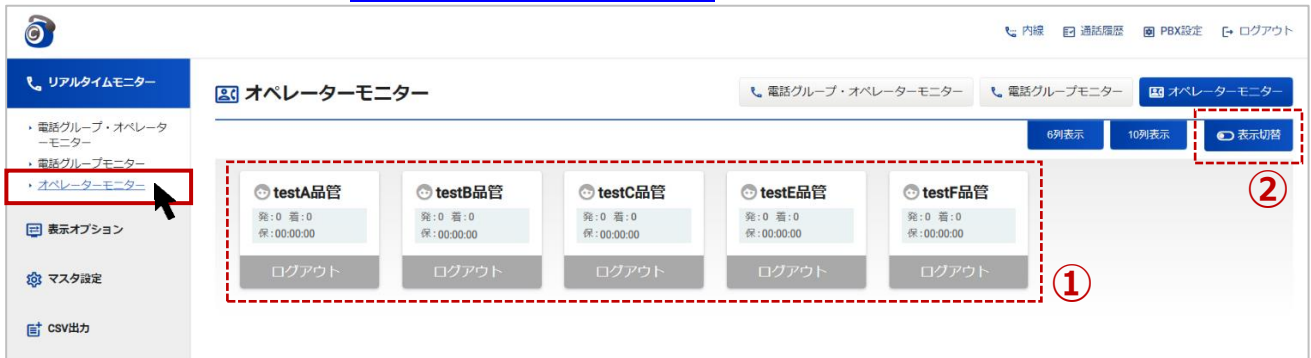 内線 通話履歴 PBX設定 ログアウト
リアルタイムモニター
オペレーターモニター
電話グループ・オペレーターモニター 電話グループモニター オペレーターモニター
電話グループ・オペレータ
ーモニター
電話グループモニター
オペレーターモニター
6列表示 10列表示 表示切替
②
testA品管 testB品管 testC品管 testE品管 testF品管
発:0 着:0 発:0 着:0 発:0 着:0 発:0 着:0 発:0 着:0
保:00:00:00 保:00:00:00 保:00:00:00 保:00:00:00 保:00:00:00
ログアウト ログアウト ログアウト ログアウト ログアウト
①
表示オプション
マスタ設定
CSV出力